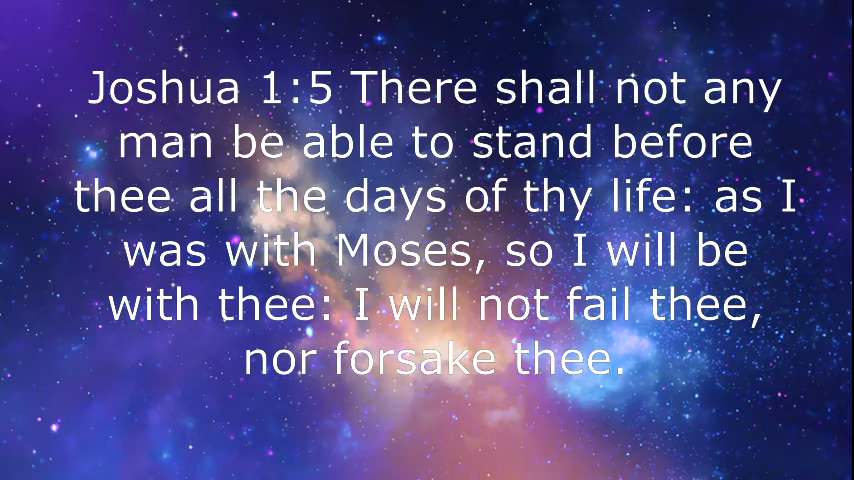 Joshua 1:5 There shall not any
man be able to stand before
thee all the days of thy life: as I
was with Moses, so I will be
with thee: I will not fail thee,
nor forsake thee.